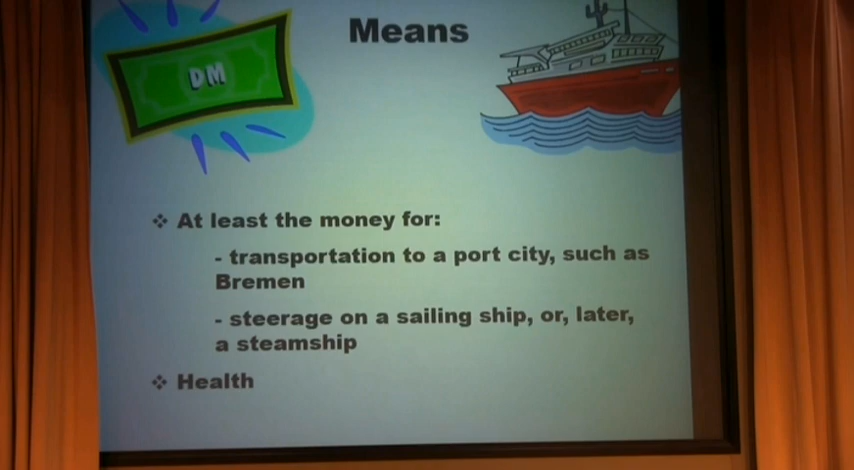 Means
DM
❖ At least the money for:
- transportation to a port city, such as
Bremen
- steerage on a sailing ship, or, later,
a steamship
❖ Health